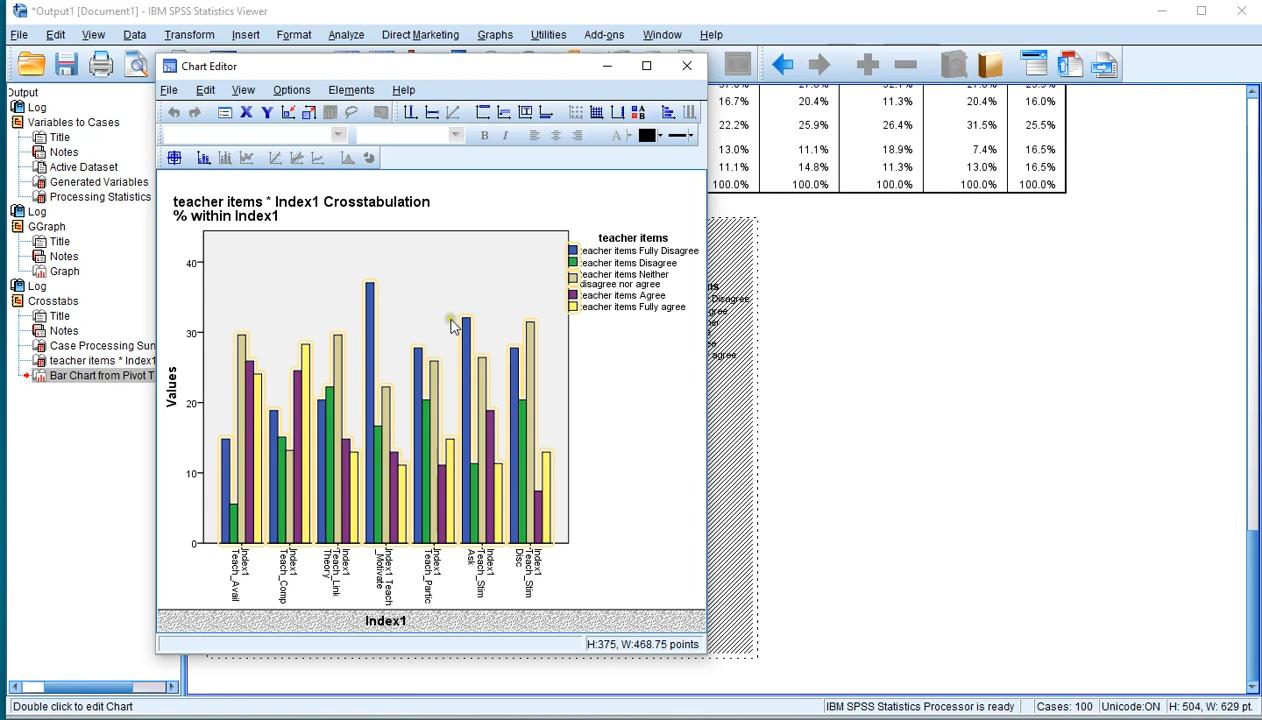 *Output1 [Document1] - IBM SPSS Statistics Viewer
File Edit View Data Transform Insert Format Analyze Direct Marketing Graphs Utilities Add-ons Window Help
Output
Log
Variables to Cases
Title
Notes
Active Dataset
Generated Variables
Processing Statistics
Log
GGraph
Title
Notes
Graph
Log
Crosstabs
Title
Notes
Case Processing Sum
teacher items * Index1
Bar Chart from Pivot T
Chart Editor
File Edit View Options Elements Help
B I A
teacher items * Index1 Crosstabulation
% within Index1
Values
40
30
20
10
0
Index1 Teach_Avail
Index1 Teach_Comp
Index1 Teach_Link Theory
Index1 Teach _Motivate
Index1 Teach_Partic
Index1 Teach_Stim Ask
Index1 Teach_Stim Disc
Index1
teacher items
teacher items Fully Disagree
teacher items Disagree
teacher items Neither
disagree nor agree
teacher items Agree
teacher items Fully agree
H:375, W:468.75 points
16.7% 20.4% 11.3% 20.4% 16.0%
22.2% 25.9% 26.4% 31.5% 25.5%
13.0% 11.1% 18.9% 7.4% 16.5%
11.1% 14.8% 11.3% 13.0% 16.5%
100.0% 100.0% 100.0% 100.0% 100.0%
Disagree
agree
Double click to edit Chart
IBM SPSS Statistics Processor is ready Cases: 100 Unicode:ON H: 504, W: 629 pt.